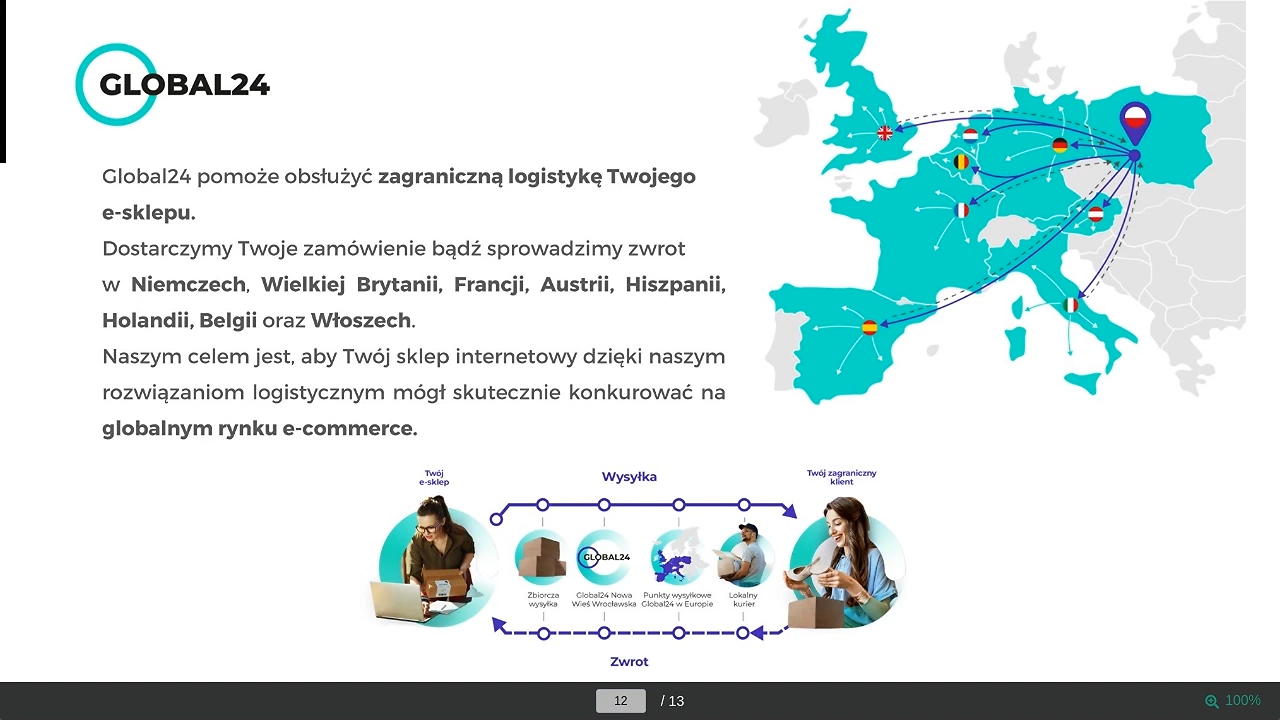 GLOBAL24
Global24 pomoże obsłużyć zagraniczną logistykę Twojego
e-sklepu.
Dostarczymy Twoje zamówienie bądź sprowadzimy zwrot
w Niemczech, Wielkiej Brytanii, Francji, Austrii, Hiszpanii,
Holandii, Belgii oraz Włoszech.
Naszym celem jest, aby Twój sklep internetowy dzięki naszym
rozwiązaniom logistycznym mógł skutecznie konkurować na
globalnym rynku e-commerce.
Twój
e-sklep
Wysyłka
Twój zagraniczny
klient
GLOBAL24
Zbiorcza
wysyłka
Global24 Nowa
Wieś Wrocławska
Punkty wysyłkowe
Global24 w Europie
Lokalny
kurier
Zwrot
12 / 13
100%